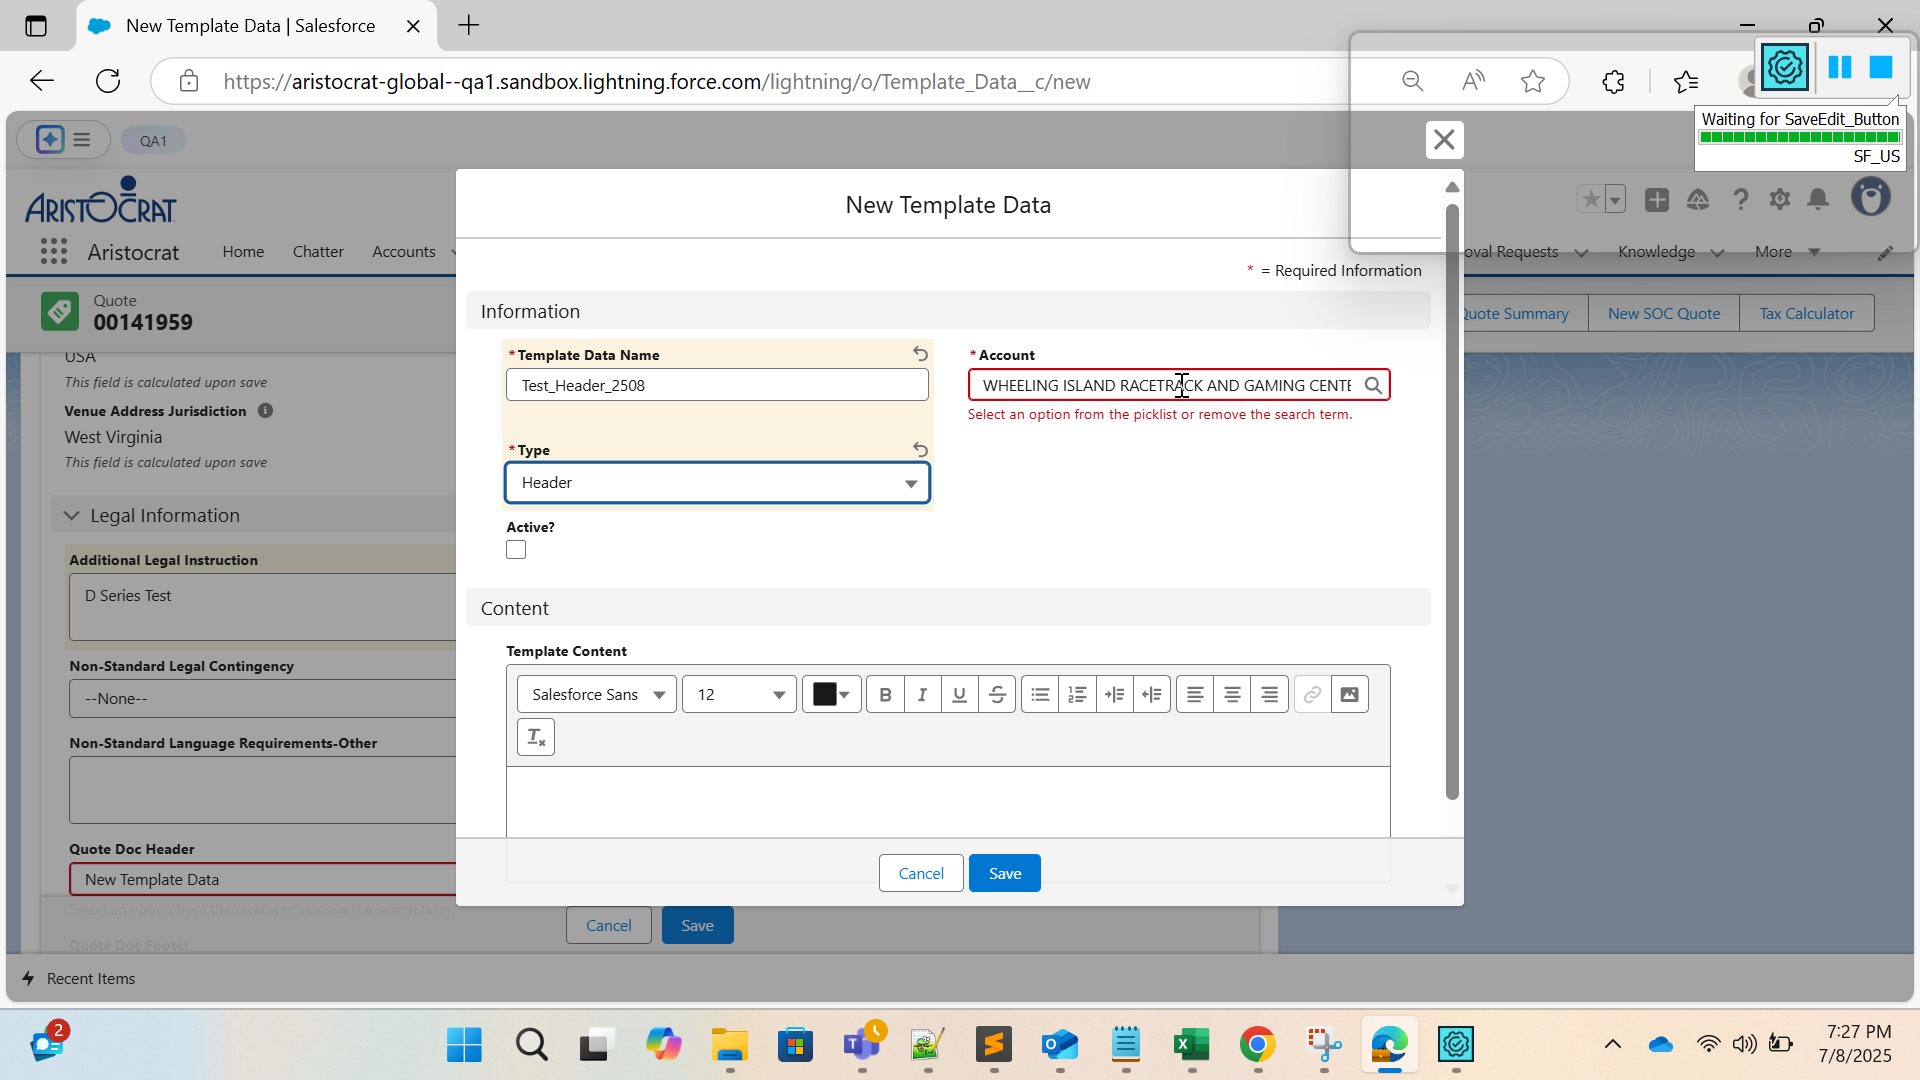 New Template Data | Salesforce
https://aristocrat-global--qa1.sandbox.lightning.force.com/lightning/o/Template_Data__c/new
Waiting for SaveEdit_Button
SF_US
QA1
ARISTOCRAT
Aristocrat
Home
Chatter
Accounts
oval Requests
Knowledge
More
Quote
00141959
Quote Summary
New SOC Quote
Tax Calculator
USA
This field is calculated upon save
Venue Address Jurisdiction
West Virginia
This field is calculated upon save
Legal Information
Additional Legal Instruction
D Series Test
Non-Standard Legal Contingency
--None--
Non-Standard Language Requirements-Other
Quote Doc Header
New Template Data
Select an option from the picklist or remove the search term.
Quote Doc Footer
Cancel
Save
New Template Data
* = Required Information
Information
*Template Data Name
Test_Header_2508
*Account
WHEELING ISLAND RACETRACK AND GAMING CENTE
Select an option from the picklist or remove the search term.
*Type
Header
Active?
Content
Template Content
Salesforce Sans
12
B I U S
Cancel
Save
Recent Items
2
7:27 PM
7/8/2025